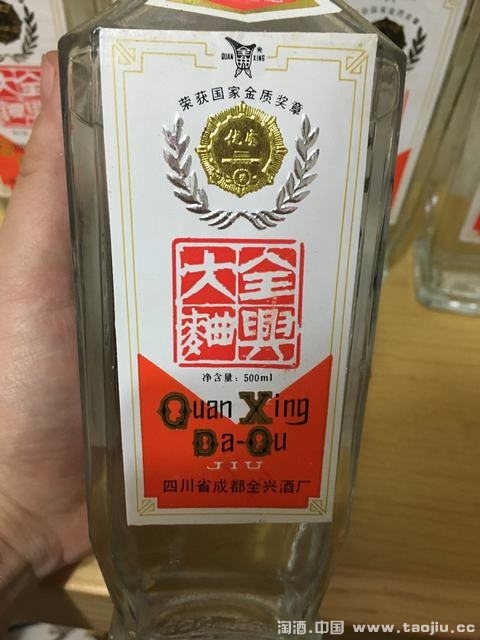 QUAN XING
荣获国家金质奖章
优质
奖
全興
大麯
净含量：500ml
Quan Xing
Da-Qu
JIU
四川省成都全兴酒厂
淘酒.中国 www.taojiu.cc